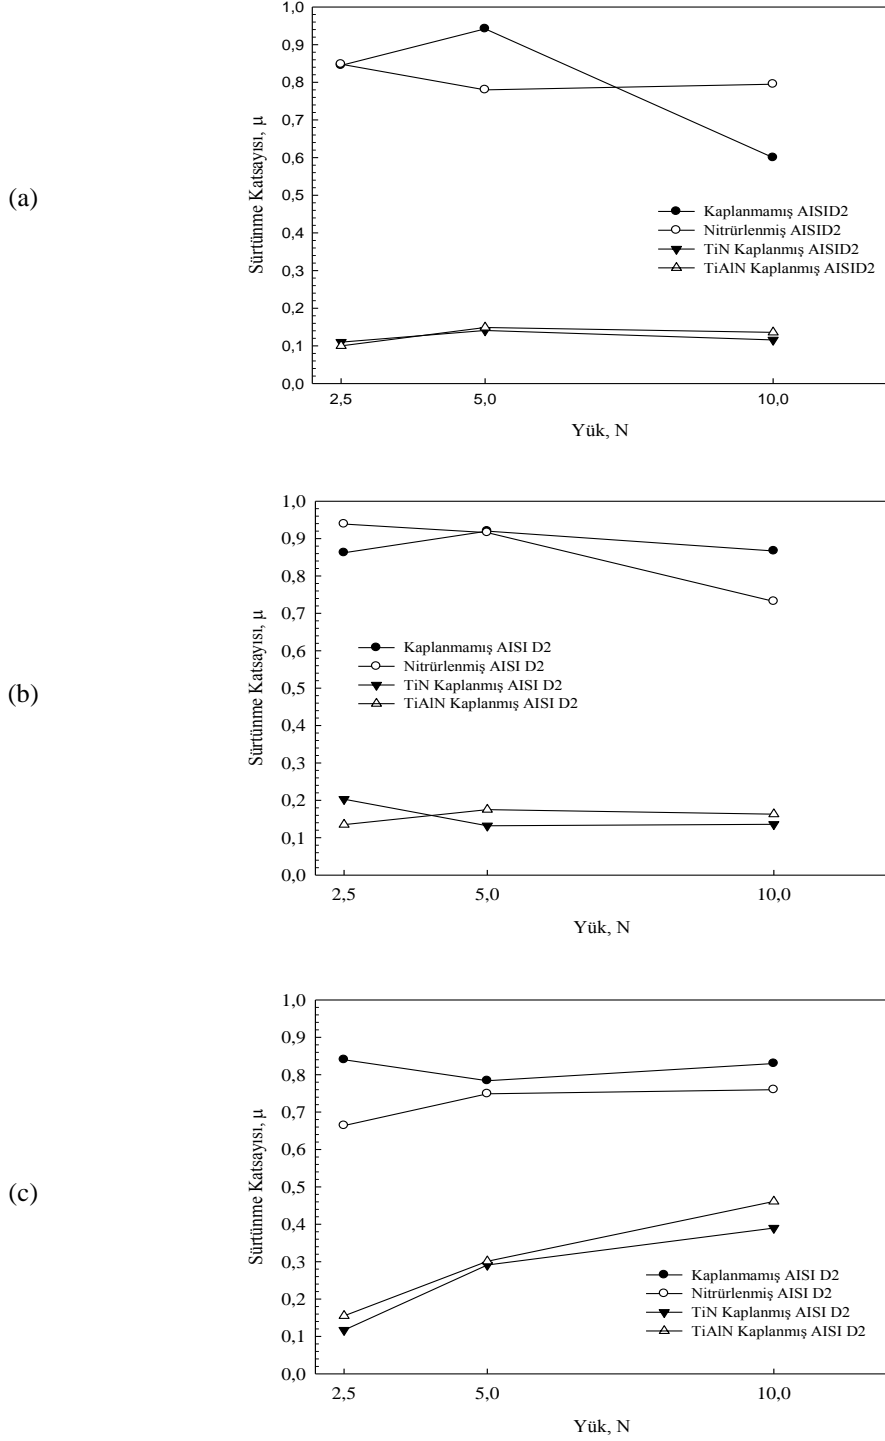 (a)
Sürtünme Katsayısı, µ
1,0
0,9
0,8
0,7
0,6
0,5
0,4
0,3
0,2
0,1
0,0
Kaplanmamış AISID2
Nitrürlenmiş AISID2
TiN Kaplanmış AISID2
TiAlN Kaplanmış AISID2
2,5 5,0 10,0
Yük, N
(b)
Sürtünme Katsayısı, µ
1,0
0,9
0,8
0,7
0,6
0,5
0,4
0,3
0,2
0,1
0,0
Kaplanmamış AISI D2
Nitrürlenmiş AISI D2
TiN Kaplanmış AISI D2
TiAlN Kaplanmış AISI D2
2,5 5,0 10,0
Yük, N
(c)
Sürtünme Katsayısı, µ
1,0
0,9
0,8
0,7
0,6
0,5
0,4
0,3
0,2
0,1
0,0
Kaplanmamış AISI D2
Nitrürlenmiş AISI D2
TiN Kaplanmış AISI D2
TiAlN Kaplanmış AISI D2
2,5 5,0 10,0
Yük, N